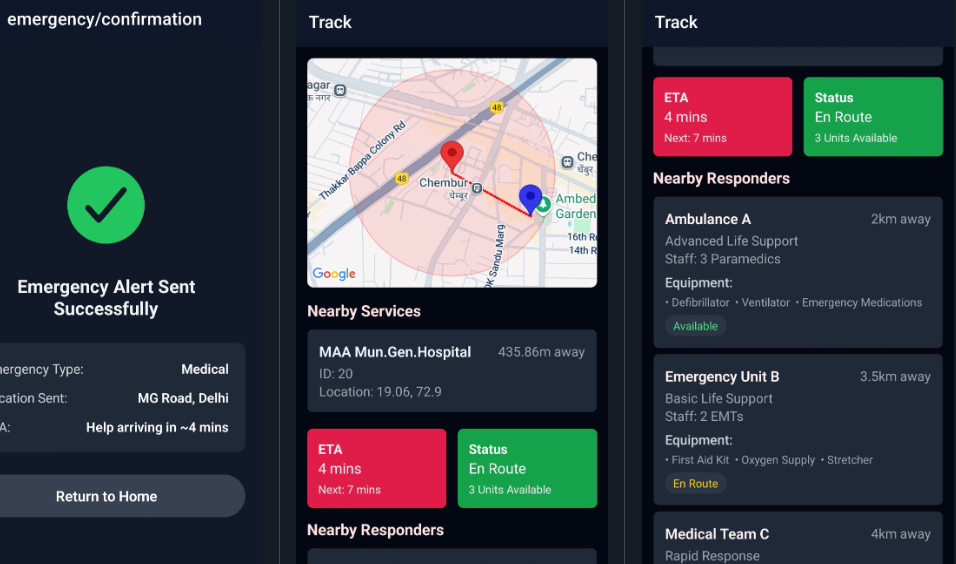 emergency/confirmation
Emergency Alert Sent
Successfully
mergency Type: Medical
cation Sent: MG Road, Delhi
A: Help arriving in ~4 mins
Return to Home
Track
agar
क नगर
48
Thakkar Bappa Colony Rd
48
Chembur
चेंबूर
Che
चेंबूर
Ambed
Garden
16th R
14th R
DK Sandu Marg
Google
Nearby Services
MAA Mun.Gen.Hospital 435.86m away
ID: 20
Location: 19.06, 72.9
ETA
4 mins
Next: 7 mins
Status
En Route
3 Units Available
Nearby Responders
Track
ETA
4 mins
Next: 7 mins
Status
En Route
3 Units Available
Nearby Responders
Ambulance A 2km away
Advanced Life Support
Staff: 3 Paramedics
Equipment:
• Defibrillator • Ventilator • Emergency Medications
Available
Emergency Unit B 3.5km away
Basic Life Support
Staff: 2 EMTs
Equipment:
• First Aid Kit • Oxygen Supply • Stretcher
En Route
Medical Team C 4km away
Rapid Response